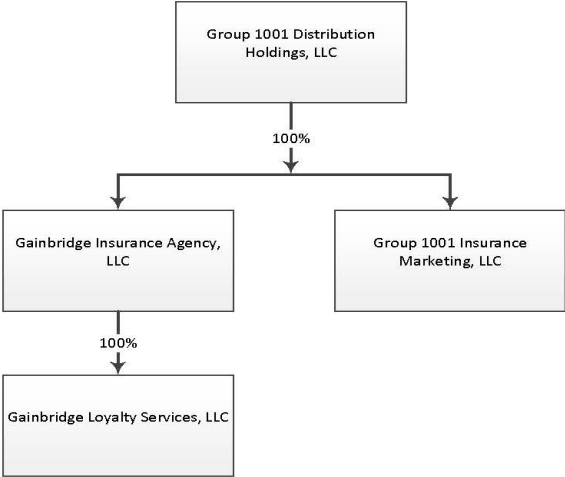 Group 1001 Distribution
Holdings, LLC
100%
Gainbridge Insurance Agency,
LLC
Group 1001 Insurance
Marketing, LLC
100%
Gainbridge Loyalty Services, LLC